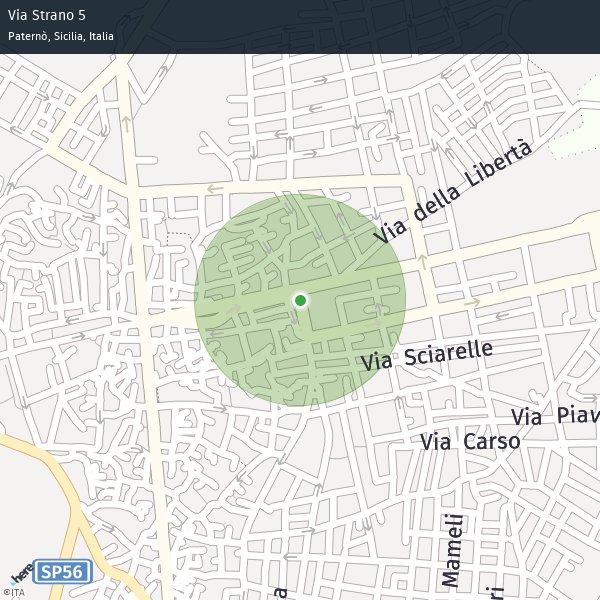 Via Strano 5
Paternò, Sicilia, Italia
Via della Libertà
Via Sciarelle
Via Piav
Via Carso
Mameli
SP56
here
©ITA